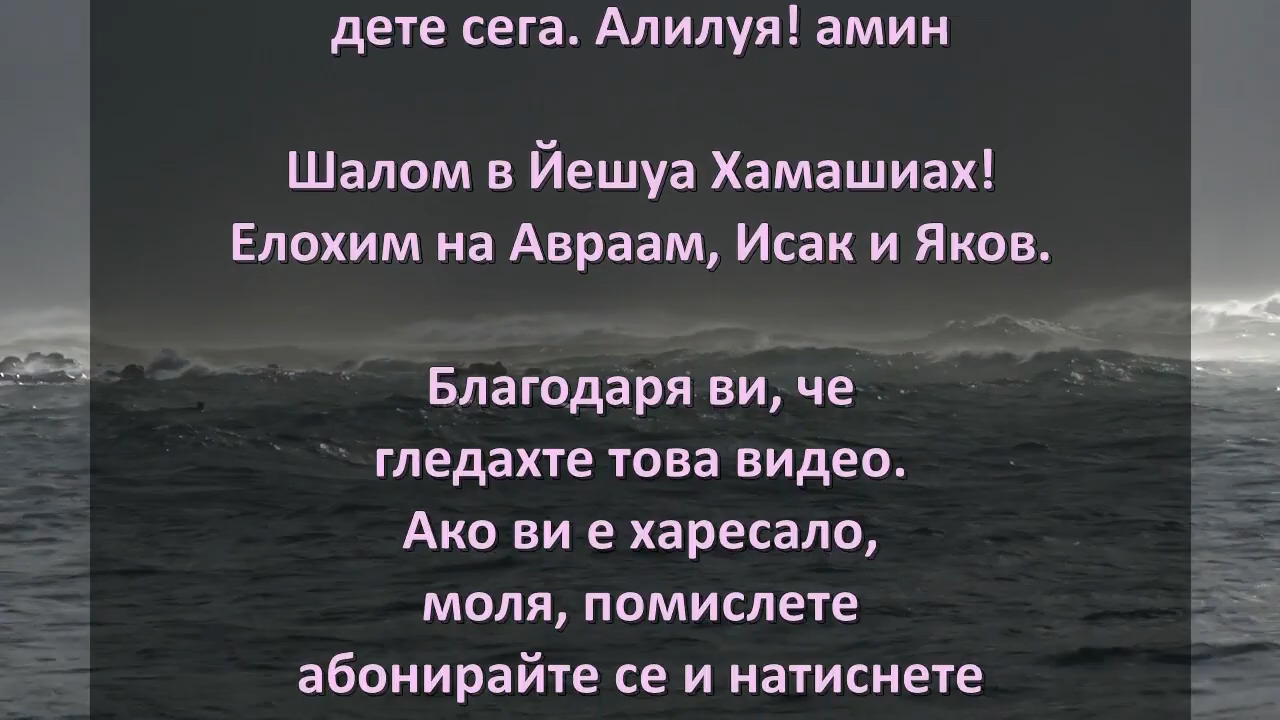 дете сега. Алилуя! амин
Шалом в Йешуа Хамашиах!
Елохим на Авраам, Исак и Яков.
Благодаря ви, че
гледахте това видео.
Ако ви е харесало,
моля, помислете
абонирайте се и натиснете